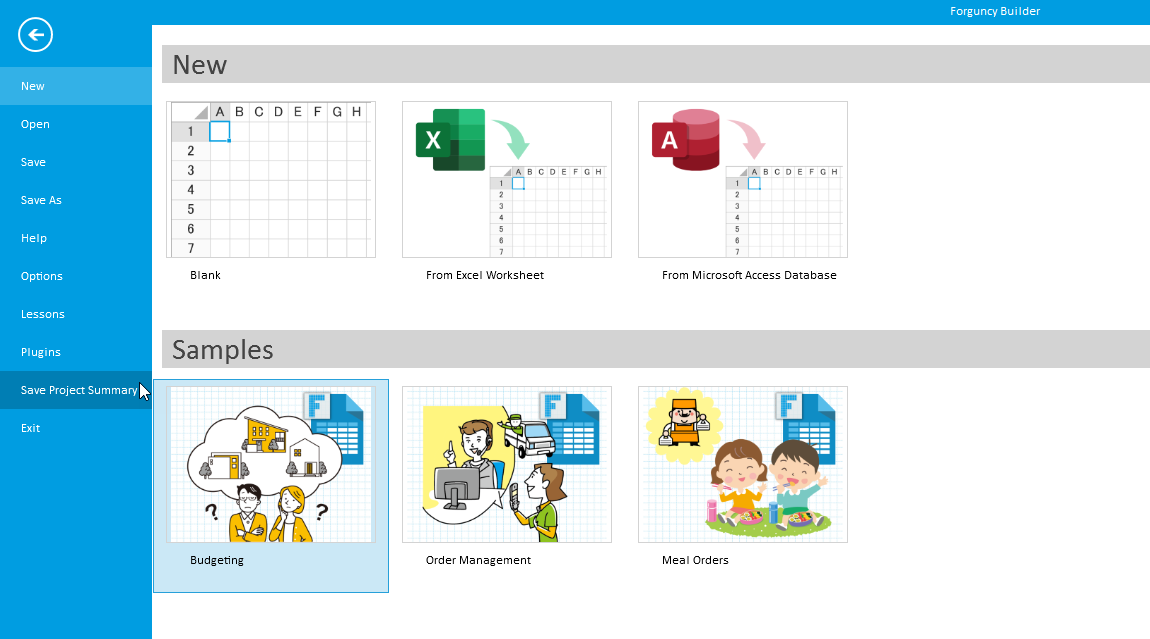 Forguncy Builder
New
Open
Save
Save As
Help
Options
Lessons
Plugins
Save Project Summary
Exit
New
A B C D E F G H
1
2
3
4
5
6
7
Blank
X
A B C D E F G H
1
2
3
4
5
6
7
From Excel Worksheet
A
A B C D E F G H
1
2
3
4
5
6
7
From Microsoft Access Database
Samples
F
? ?
Budgeting
F
Order Management
F
Meal Orders